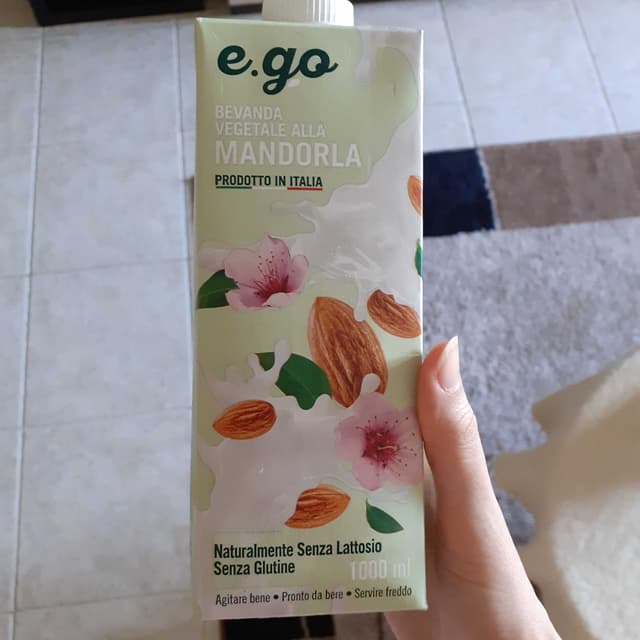 e.go
BEVANDA
VEGETALE ALLA
MANDORLA
PRODOTTO IN ITALIA
Naturalmente Senza Lattosio
Senza Glutine
1000 ml
Agitare bene • Pronto da bere • Servire freddo